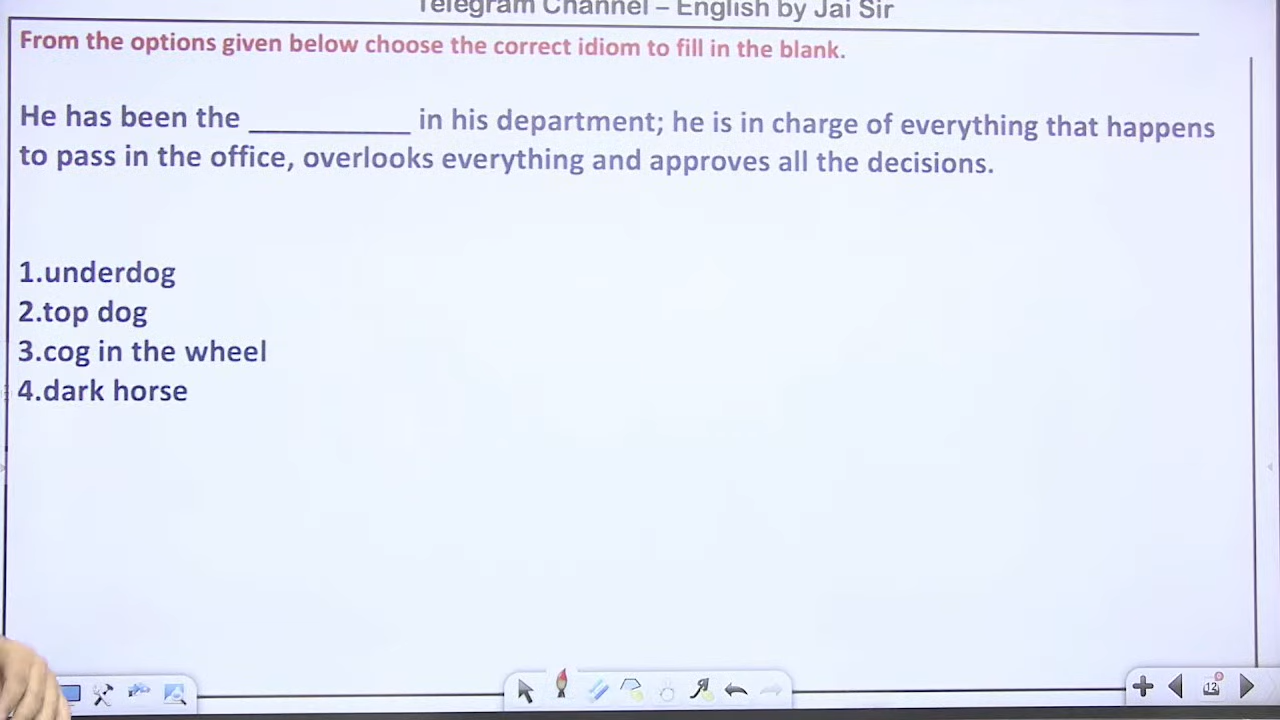 Telegram Channel – English by Jai Sir
From the options given below choose the correct idiom to fill in the blank.
He has been the __________ in his department; he is in charge of everything that happens
to pass in the office, overlooks everything and approves all the decisions.
1.underdog
2.top dog
3.cog in the wheel
4.dark horse
12